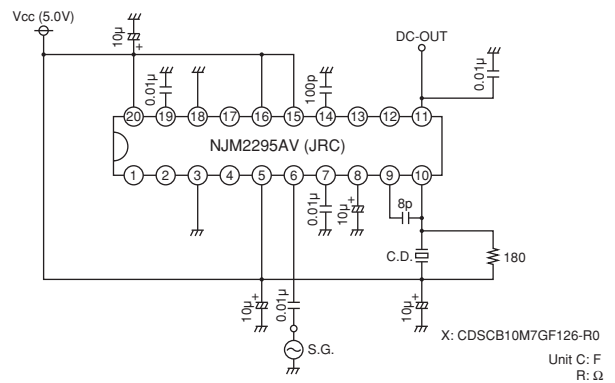 Vcc (5.0V)
10μ
+
DC-OUT
0.01μ
100p
0.01μ
20 19 18 17 16 15 14 13 12 11
NJM2295AV (JRC)
1 2 3 4 5 6 7 8 9 10
0.01μ
10μ
+
8p
C.D.
180
10μ
+
0.01μ
10μ
+
S.G.
X: CDSCB10M7GF126-R0
Unit C: F
R: Ω